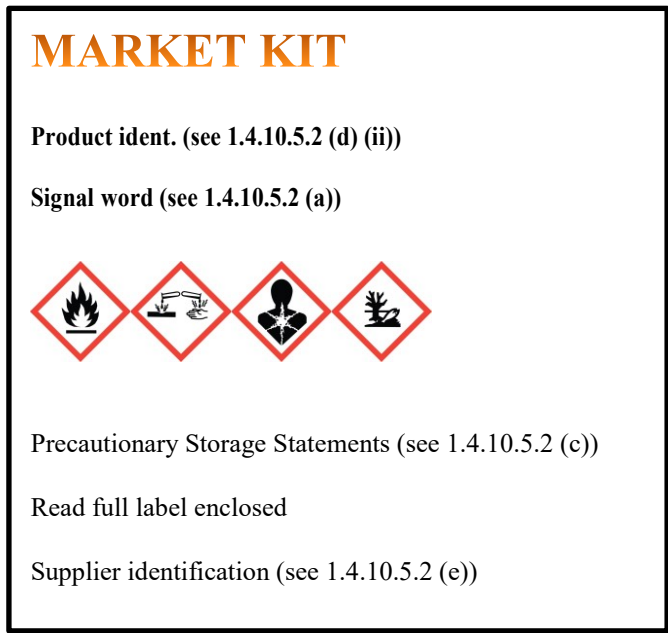 MARKET KIT
Product ident. (see 1.4.10.5.2 (d) (ii))
Signal word (see 1.4.10.5.2 (a))
Precautionary Storage Statements (see 1.4.10.5.2 (c))
Read full label enclosed
Supplier identification (see 1.4.10.5.2 (e))